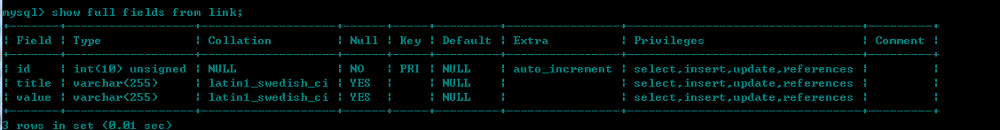 mysql> show full fields from link;
+-------+------------------+-------------------+------+-----+---------+----------------+---------------------------------+---------+
| Field | Type             | Collation         | Null | Key | Default | Extra          | Privileges                      | Comment |
+-------+------------------+-------------------+------+-----+---------+----------------+---------------------------------+---------+
| id    | int(10) unsigned | NULL              | NO   | PRI | NULL    | auto_increment | select,insert,update,references |         |
| title | varchar(255)     | latin1_swedish_ci | YES  |     | NULL    |                | select,insert,update,references |         |
| value | varchar(255)     | latin1_swedish_ci | YES  |     | NULL    |                | select,insert,update,references |         |
+-------+------------------+-------------------+------+-----+---------+----------------+---------------------------------+---------+
3 rows in set (0.01 sec)